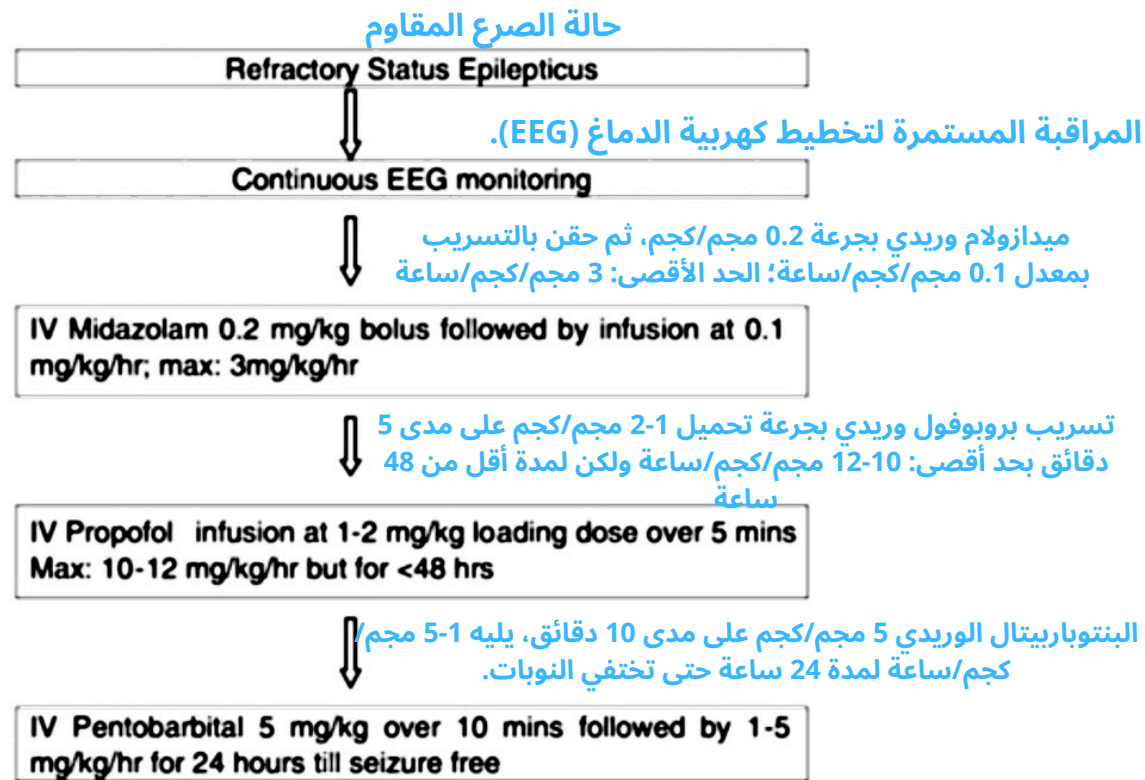 حالة الصرع المقاوم
Refractory Status Epilepticus
المراقبة المستمرة لتخطيط كهربية الدماغ (EEG).
Continuous EEG monitoring
ميدازولام وريدي بجرعة 0.2 مجم/كجم، ثم حقن بالتسريب
بمعدل 0.1 مجم/كجم/ساعة؛ الحد الأقصى: 3 مجم/كجم/ساعة
IV Midazolam 0.2 mg/kg bolus followed by infusion at 0.1
mg/kg/hr; max: 3mg/kg/hr
تسريب بروبوفول وريدي بجرعة تحميل 1-2 مجم/كجم على مدى 5
دقائق بحد أقصى: 10-12 مجم/كجم/ساعة ولكن لمدة أقل من 48
ساعة
IV Propofol infusion at 1-2 mg/kg loading dose over 5 mins
Max: 10-12 mg/kg/hr but for <48 hrs
البنتوباربيتال الوريدي 5 مجم/كجم على مدى 10 دقائق، يليه 1-5 مجم/
كجم/ساعة لمدة 24 ساعة حتى تختفي النوبات.
IV Pentobarbital 5 mg/kg over 10 mins followed by 1-5
mg/kg/hr for 24 hours till seizure free